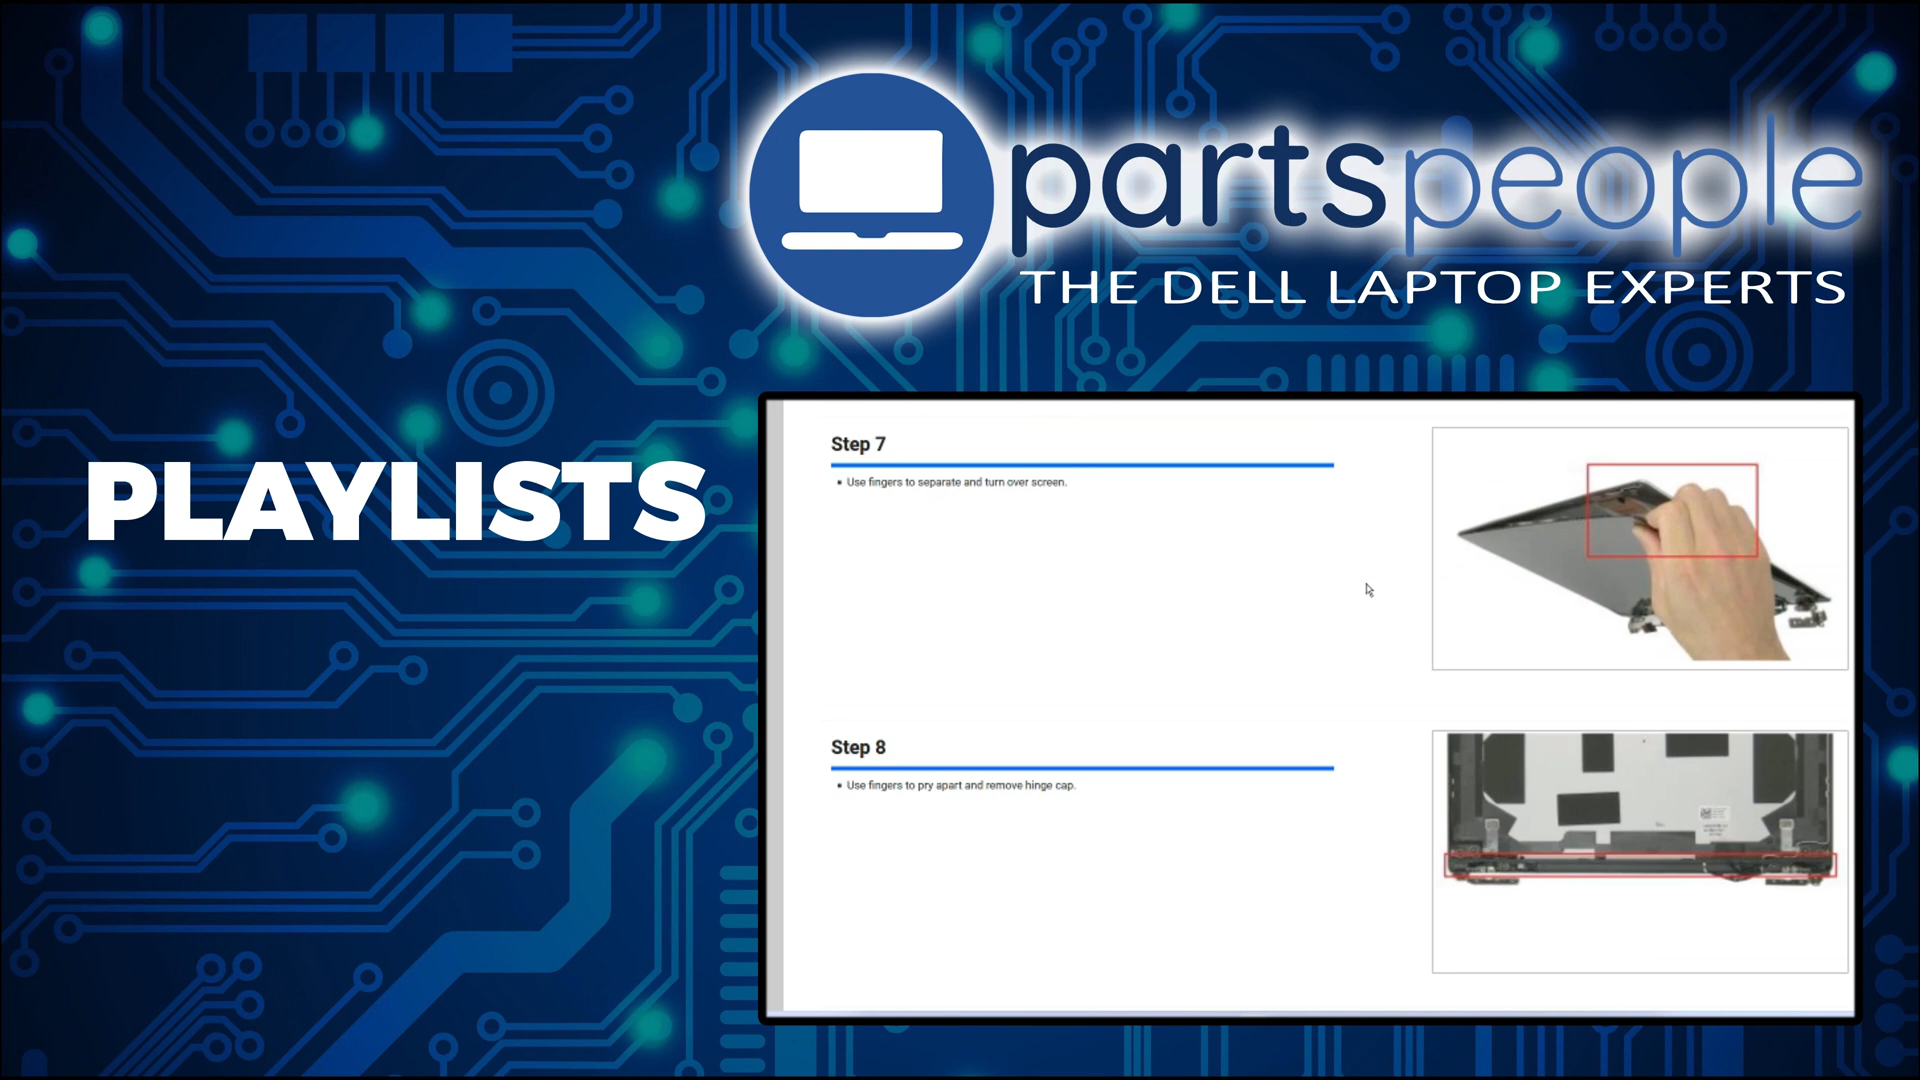 partspeople
THE DELL LAPTOP EXPERTS
PLAYLISTS
Step 7
• Use fingers to separate and turn over screen.
Step 8
• Use fingers to pry apart and remove hinge cap.